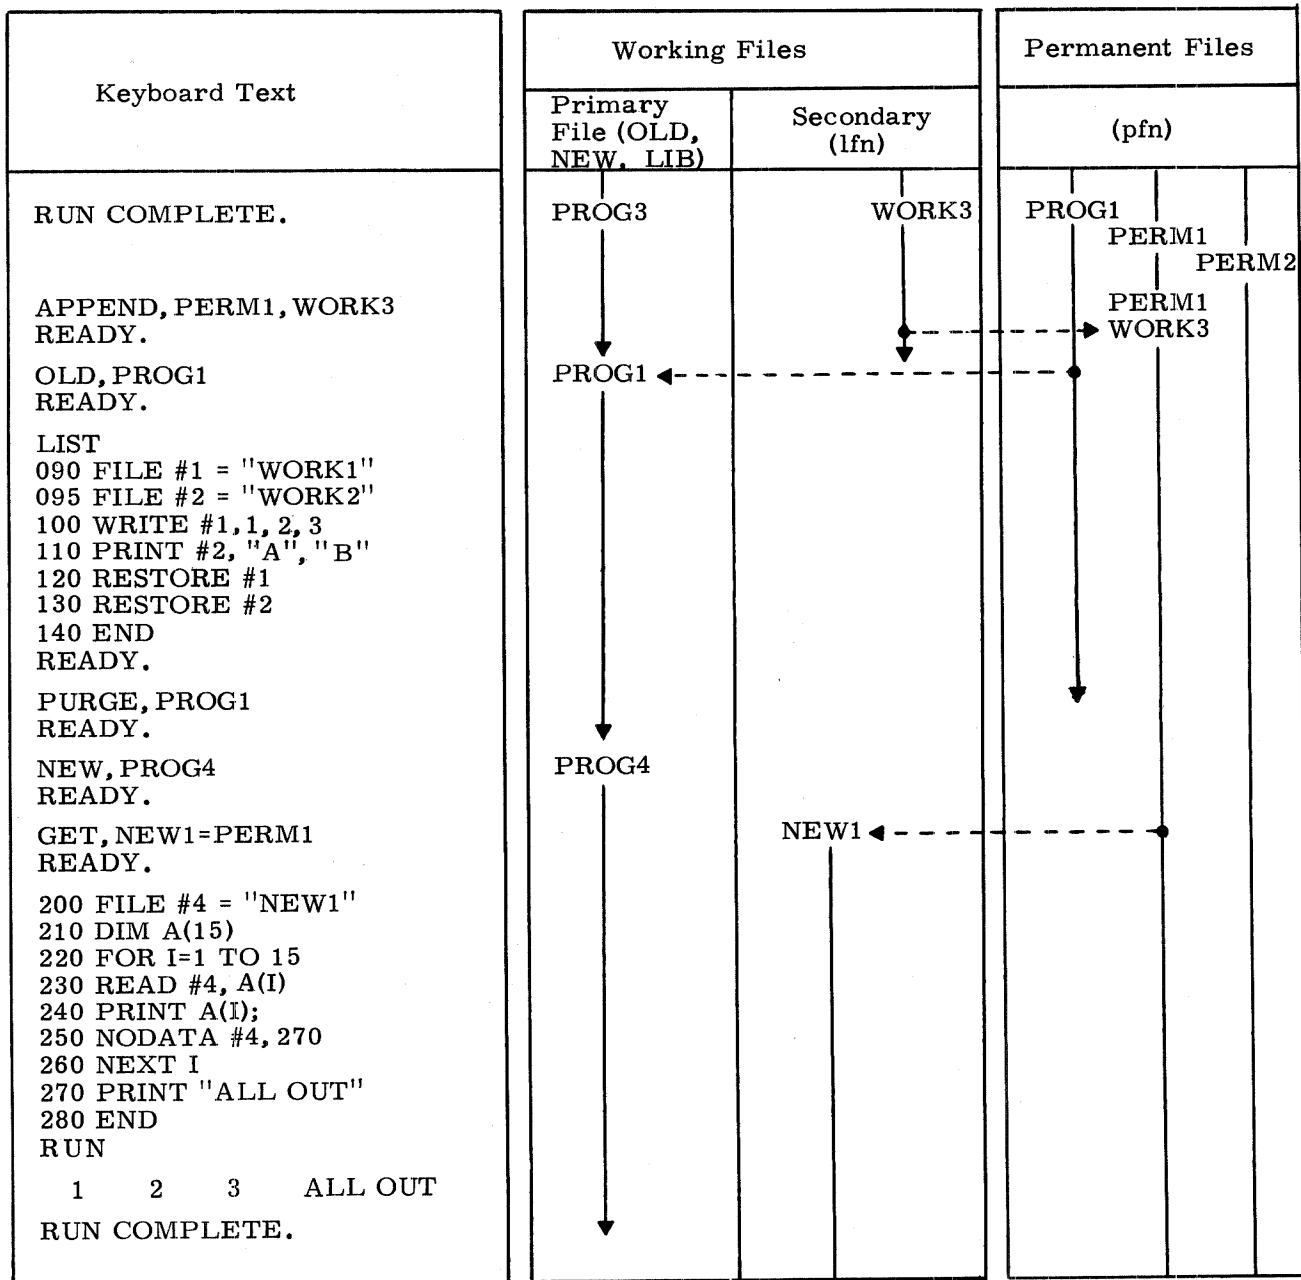 Keyboard Text
Working Files
Permanent Files
Primary
File (OLD,
NEW, LIB)
Secondary
(lfn)
(pfn)
RUN COMPLETE.
PROG3
WORK3
PROG1
PERM1
PERM2
APPEND, PERM1, WORK3
READY.
PERM1
WORK3
OLD, PROG1
READY.
PROG1
LIST
090 FILE #1 = "WORK1"
095 FILE #2 = "WORK2"
100 WRITE #1, 1, 2, 3
110 PRINT #2, "A", "B"
120 RESTORE #1
130 RESTORE #2
140 END
READY.
PURGE, PROG1
READY.
NEW, PROG4
READY.
PROG4
GET, NEW1=PERM1
READY.
NEW1
200 FILE #4 = "NEW1"
210 DIM A(15)
220 FOR I=1 TO 15
230 READ #4, A(I)
240 PRINT A(I);
250 NODATA #4, 270
260 NEXT I
270 PRINT "ALL OUT"
280 END
RUN
1 2 3 ALL OUT
RUN COMPLETE.